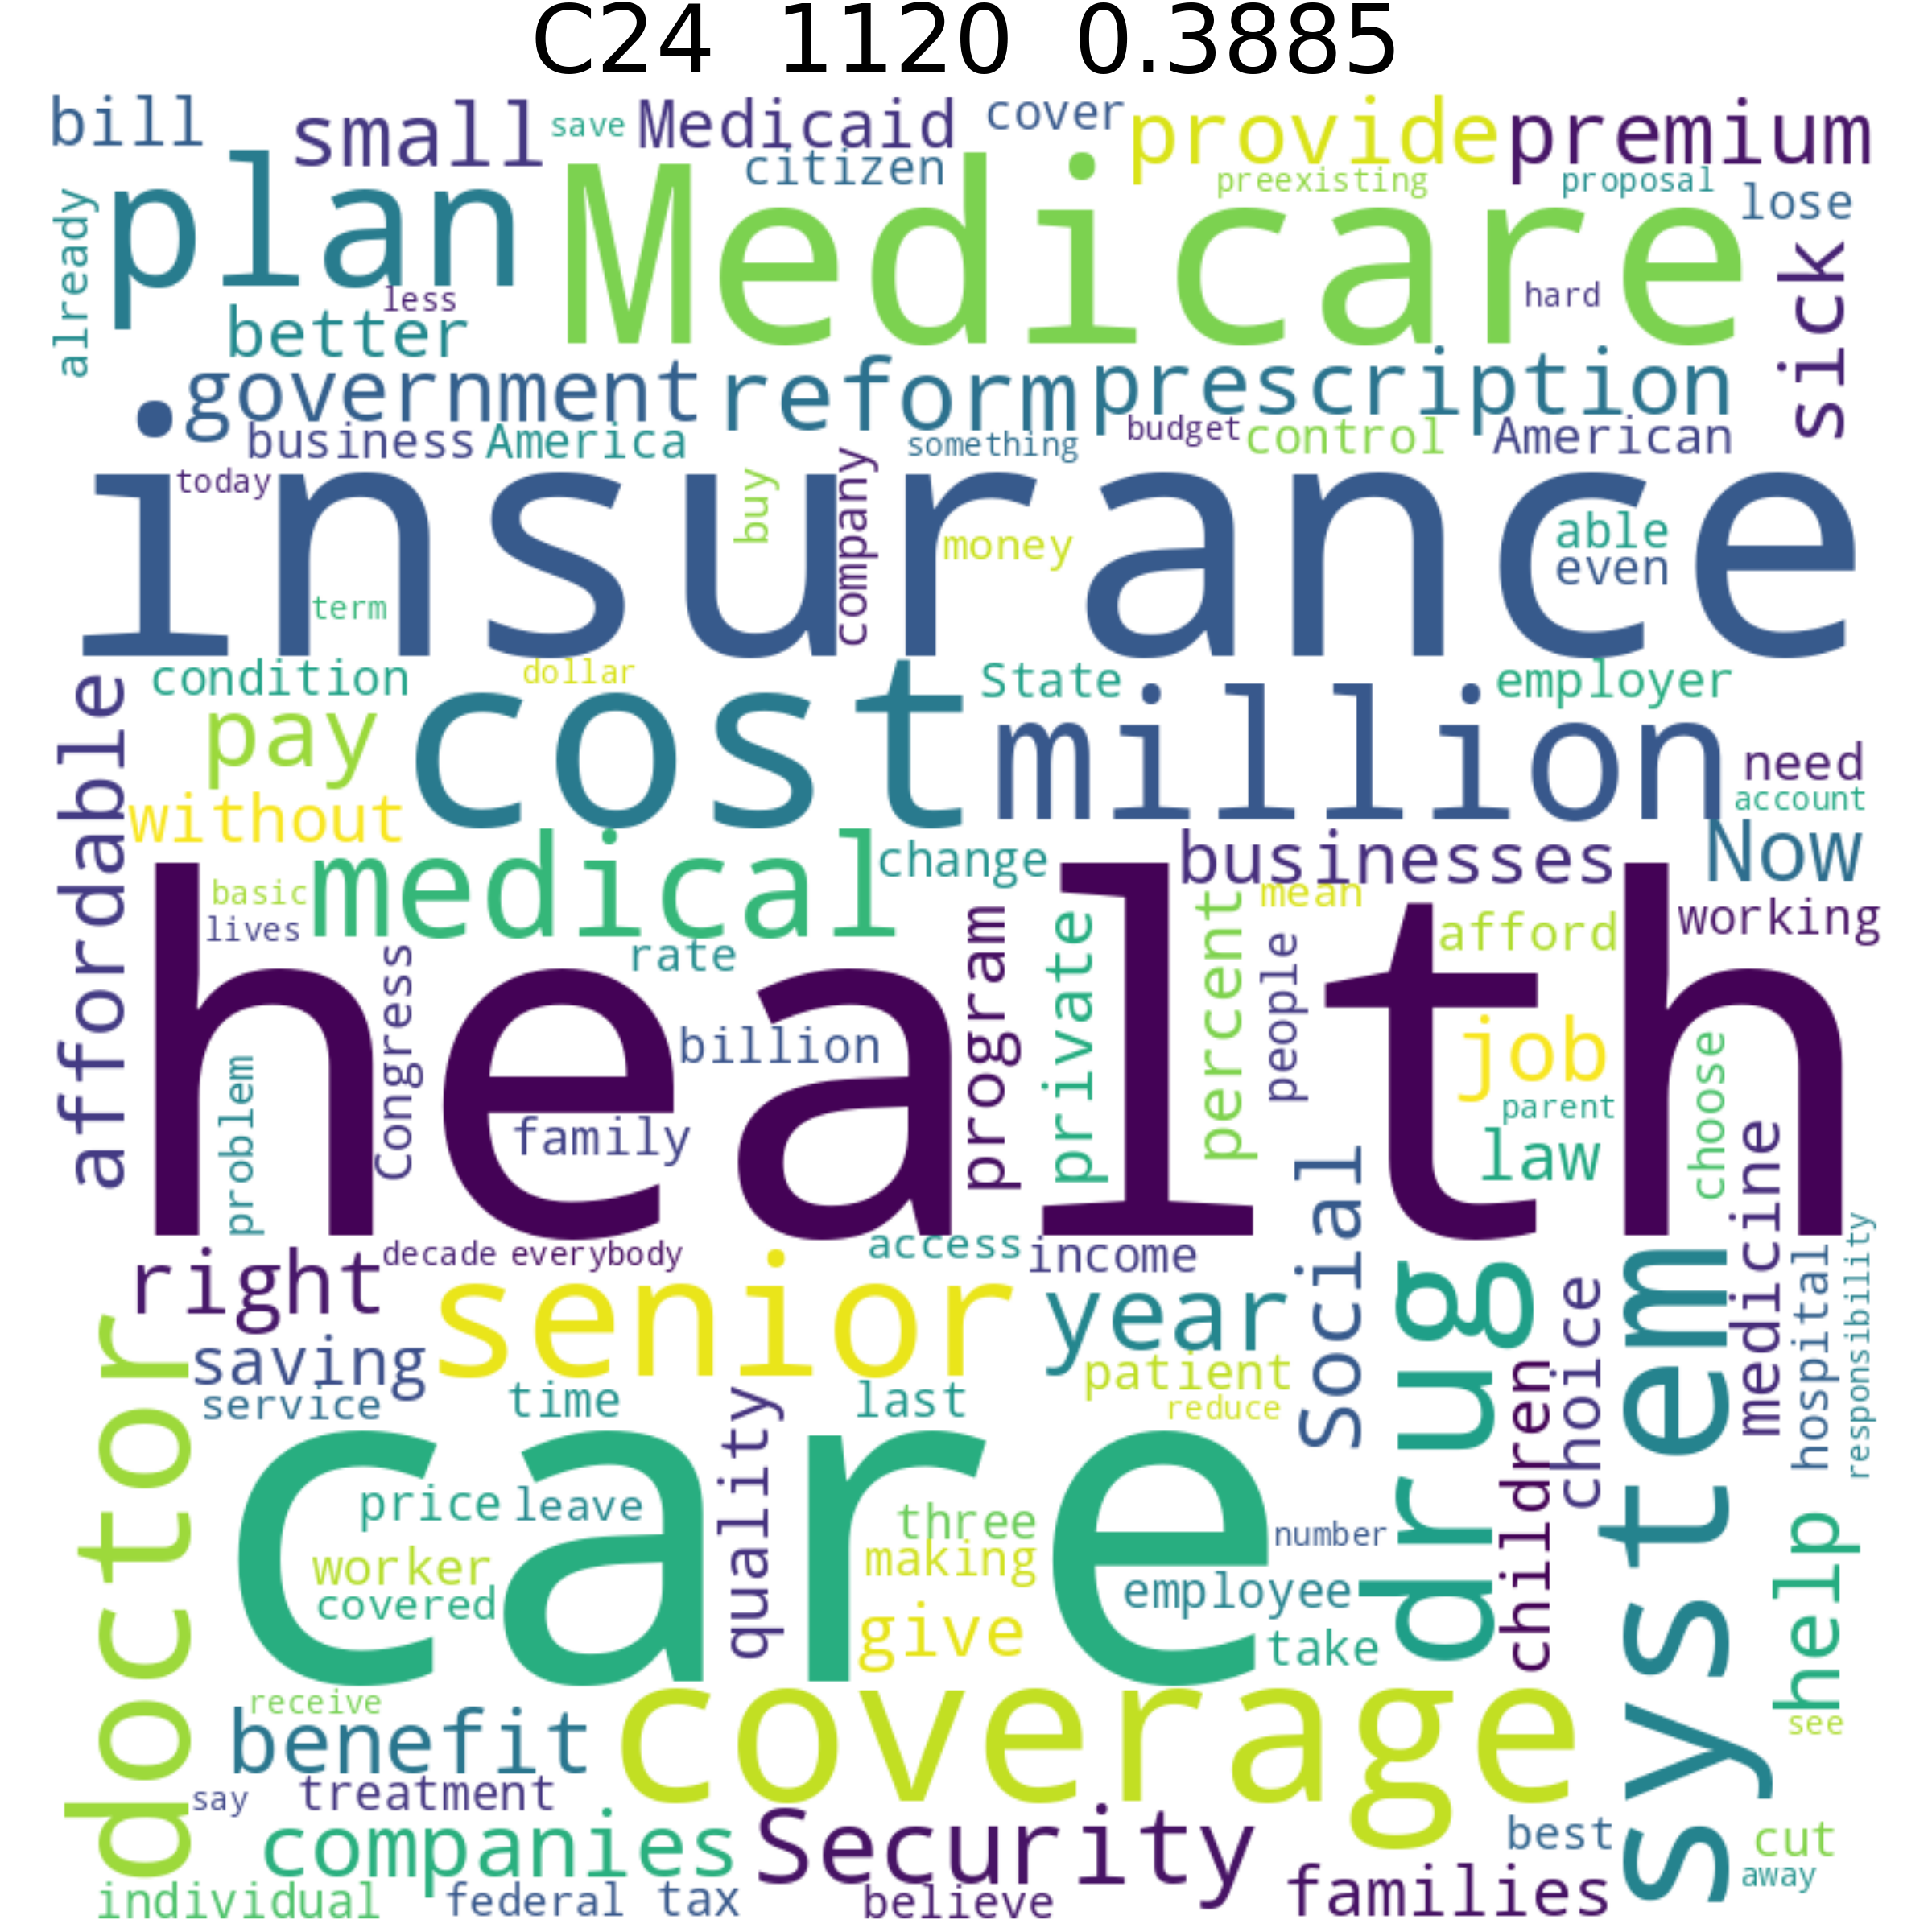 C24 1120 0.3885
bill
small
save
Medicaid
cover
provide
premium
citizen
preexisting
proposal
lose
already
plan
Medicare
less
hard
sick
better
government
reform
prescription
business
America
something
budget
control
American
today
insurance
buy
company
money
able
even
term
condition
dollar
State
employer
affordable
pay
cost
million
need
account
without
medical
change
businesses
Now
basic
mean
lives
rate
afford
working
health
Congress
program
private
percent
people
billion
job
problem
family
parent
law
choose
medicine
right
decade
everybody
access
income
Social
senior
year
drug
system
hospital
responsibility
saving
patient
choice
service
time
last
reduce
children
doctor
care
quality
price
leave
three
number
worker
making
covered
employee
help
give
take
receive
benefit
coverage
see
say
treatment
companies
Security
best
cut
families
away
individual
federal
tax
believe